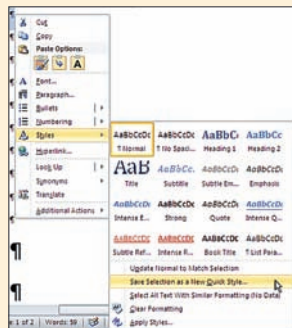 Cut
Copy
Paste Options:
A
Font...
Paragraph...
Bullets
Numbering
Styles
Hyperlink...
Look Up
Synonyms
Translate
Additional Actions
AaBbCcDc AaBbCcDc AaBbC AaBbCc
¶ Normal ¶ No Spaci... Heading 1 Heading 2
AaB AaBbCc. AaBbCcDc AaBbCcDc
Title Subtitle Subtle Em... Emphasis
AaBbCcDc AaBbCcDc AaBbCcDc AaBbCcDc
Intense E... Strong Quote Intense Q...
AaBbCcDc AaBbCcDc AaBbCcDc AaBbCcDc
Subtle Ref... Intense R... Book Title ¶ List Para...
Update Normal to Match Selection
Save Selection as a New Quick Style...
Select All Text With Similar Formatting (No Data)
Clear Formatting
Apply Styles...
¶
¶
e 1 of 2 Words: 59